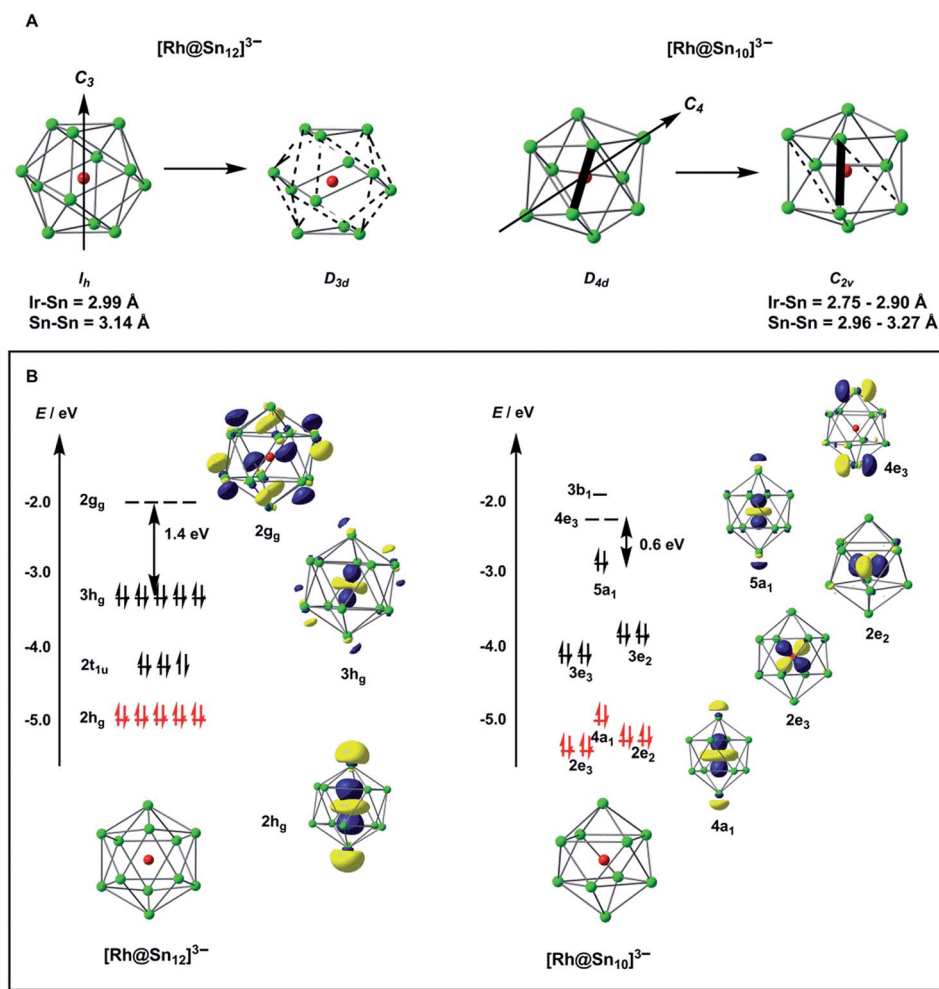 A
[Rh@Sn12]3−
[Rh@Sn10]3−
C3
C4
Ih
D3d
D4d
C2v
Ir-Sn = 2.99 Å
Sn-Sn = 3.14 Å
Ir-Sn = 2.75 - 2.90 Å
Sn-Sn = 2.96 - 3.27 Å
B
E / eV
-2.0
-3.0
-4.0
-5.0
2gg
1.4 eV
3hg
2t1u
2hg
2gg
3hg
2hg
[Rh@Sn12]3−
E / eV
-2.0
-3.0
-4.0
-5.0
3b1
4e3
0.6 eV
5a1
3e3
3e2
4a1
2e3
2e2
4e3
5a1
2e2
2e3
4a1
[Rh@Sn10]3−